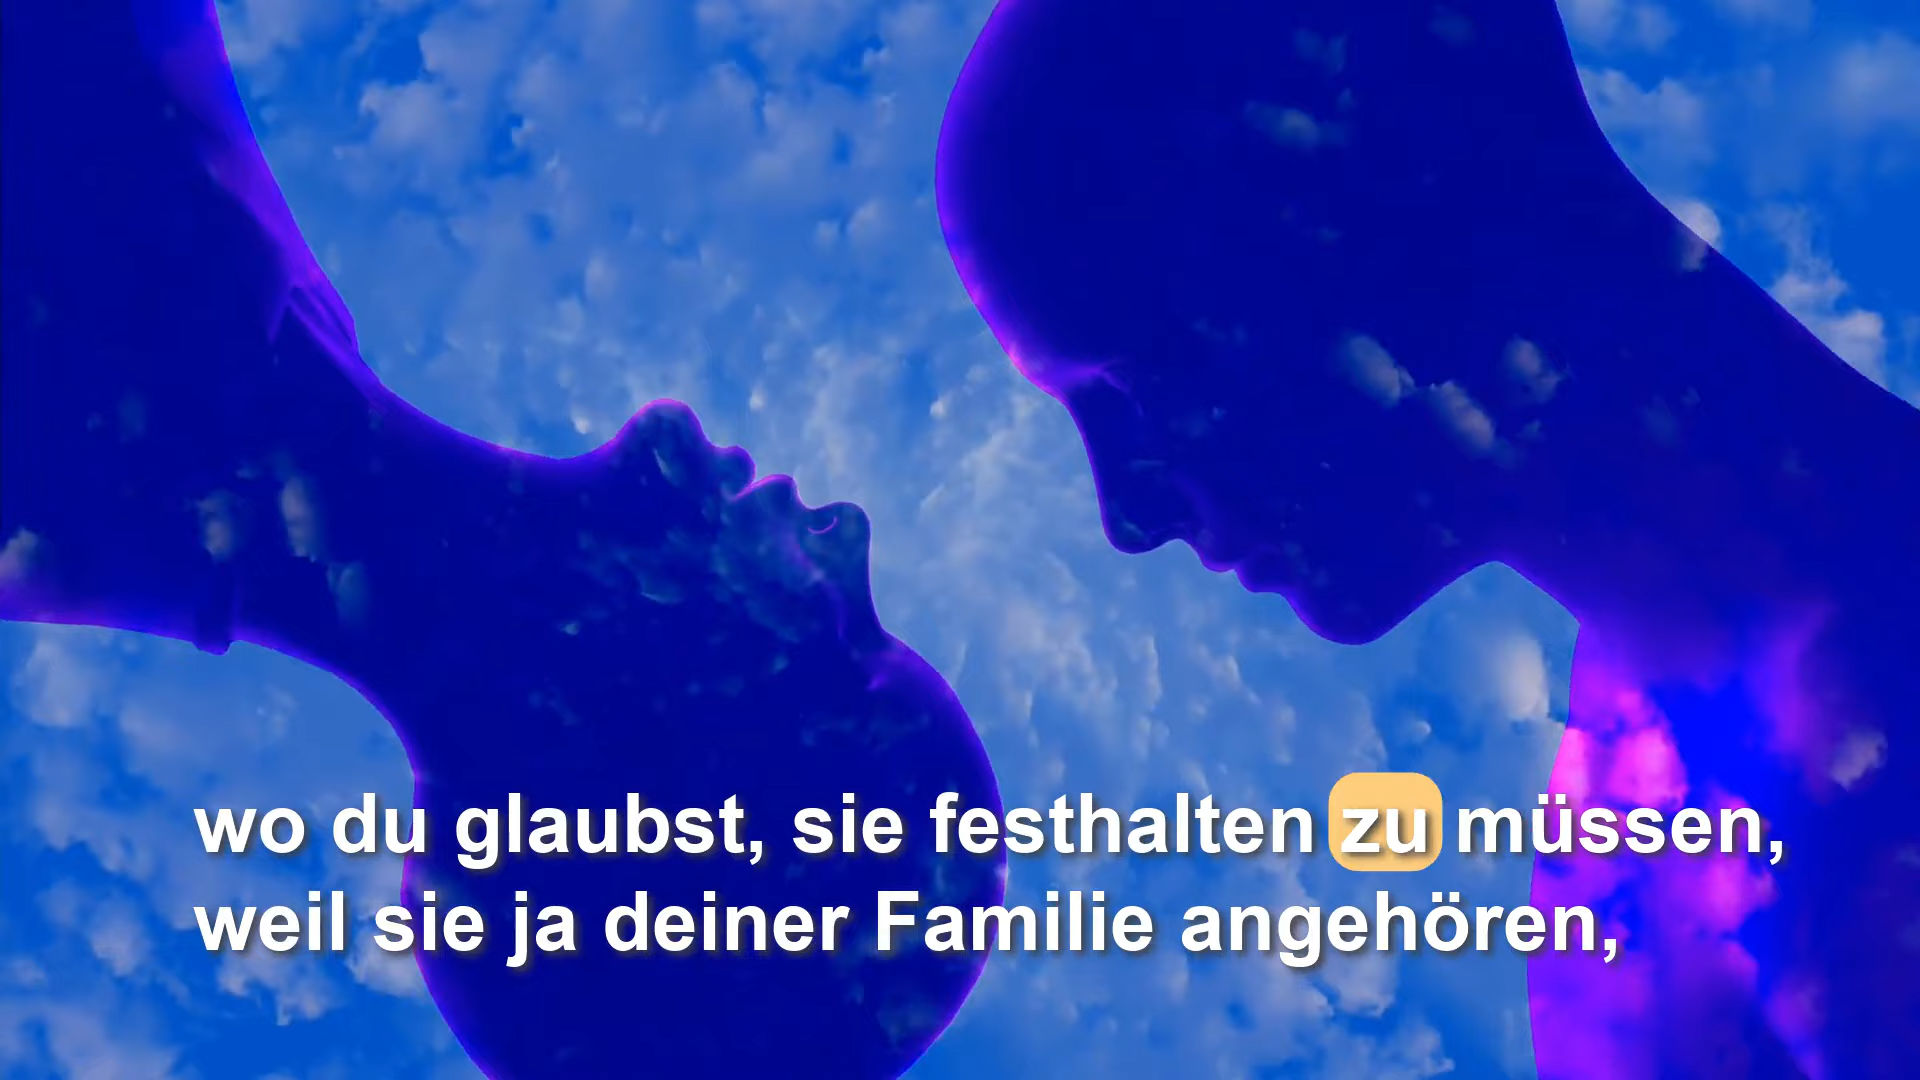 wo du glaubst, sie festhalten zu müssen,
weil sie ja deiner Familie angehören,